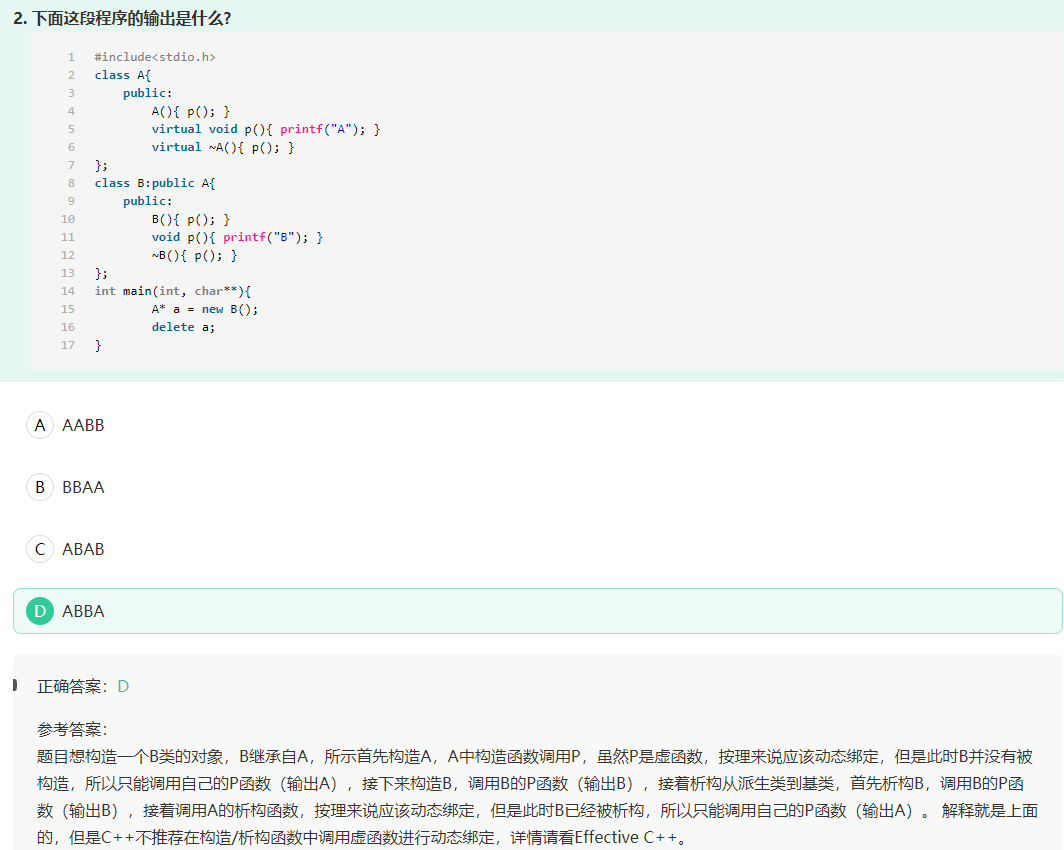 2. 下面这段程序的输出是什么?
1 #include<stdio.h>
2 class A{
3     public:
4         A(){ p(); }
5         virtual void p(){ printf("A"); }
6         virtual ~A(){ p(); }
7 };
8 class B:public A{
9     public:
10         B(){ p(); }
11         void p(){ printf("B"); }
12         ~B(){ p(); }
13 };
14 int main(int, char**){
15         A* a = new B();
16         delete a;
17 }
A AABB
B BBAA
C ABAB
D ABBA
正确答案：D
参考答案：
题目想构造一个B类的对象，B继承自A，所示首先构造A，A中构造函数调用P，虽然P是虚函数，按理来说应该动态绑定，但是此时B并没有被
构造，所以只能调用自己的P函数（输出A），接下来构造B，调用B的P函数（输出B），接着析构从派生类到基类，首先析构B，调用B的P函
数（输出B），接着调用A的析构函数，按理来说应该动态绑定，但是此时B已经被析构，所以只能调用自己的P函数（输出A）。 解释就是上面
的，但是C++不推荐在构造/析构函数中调用虚函数进行动态绑定，详情请看Effective C++。